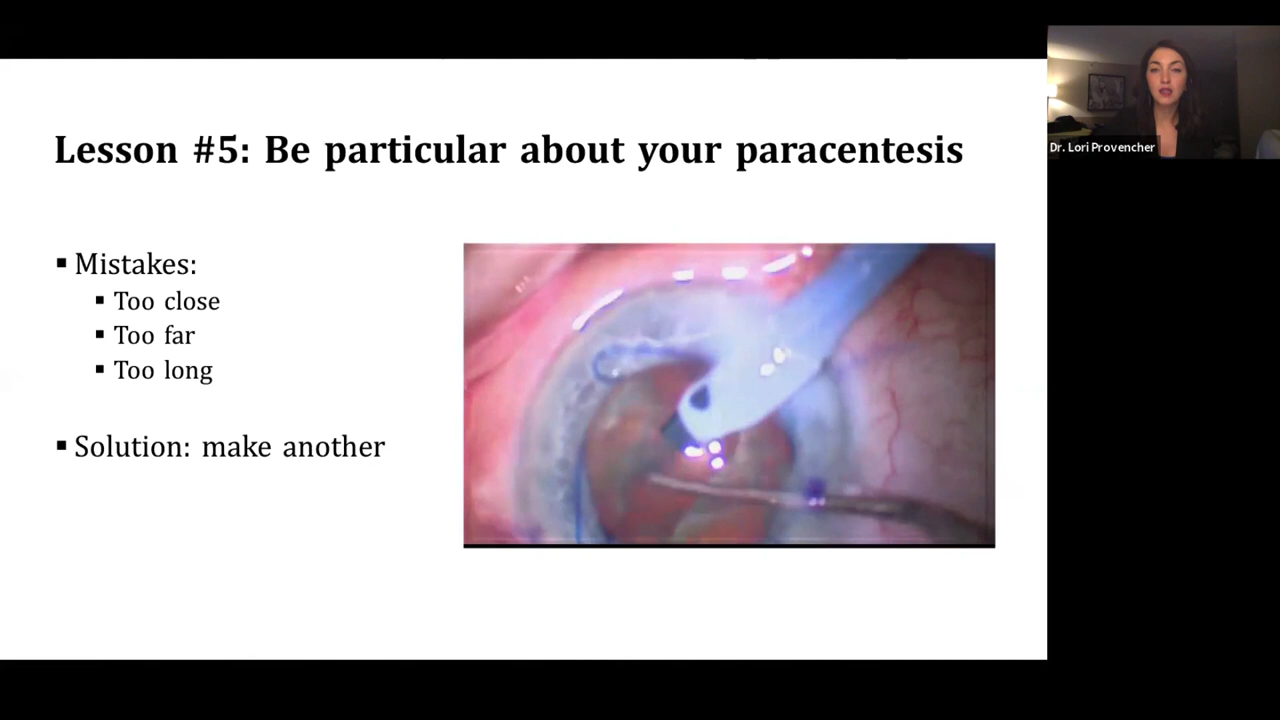 Lesson #5: Be particular about your paracentesis
▪ Mistakes:
▪ Too close
▪ Too far
▪ Too long
▪ Solution: make another
Dr. Lori Provencher